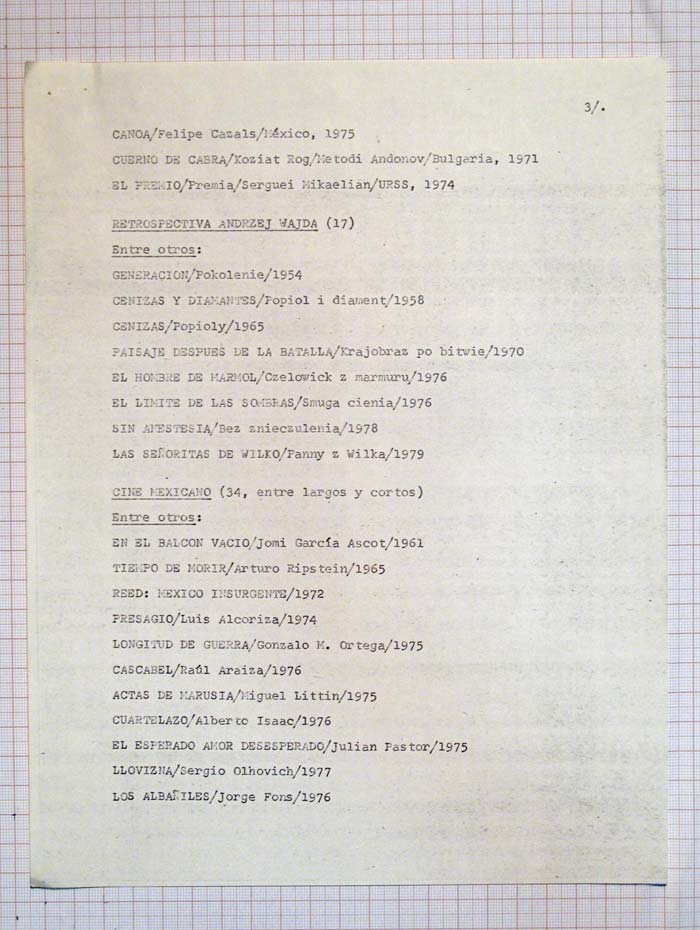 3/.
CANOA/Felipe Cazals/México, 1975
CUERNO DE CABRA/Koziat Rog/Metodi Andonov/Bulgaria, 1971
EL PREMIO/Premia/Serguei Mikaelian/URSS, 1974
RETROSPECTIVA ANDRZEJ WAJDA (17)
Entre otros:
GENERACION/Pokolenie/1954
CENIZAS Y DIAMANTES/Popiol i diament/1958
CENIZAS/Popioly/1965
PAISAJE DESPUES DE LA BATALLA/Krajobraz po bitwie/1970
EL HOMBRE DE MARMOL/Czelowick z marmuru/1976
EL LIMITE DE LAS SOMBRAS/Smuga cienia/1976
SIN ANESTESIA/Bez znieczulenia/1978
LAS SEÑORITAS DE WILKO/Panny z Wilka/1979
CINE MEXICANO (34, entre largos y cortos)
Entre otros:
EN EL BALCON VACIO/Jomi García Ascot/1961
TIEMPO DE MORIR/Arturo Ripstein/1965
REED: MEXICO INSURGENTE/1972
PRESAGIO/Luis Alcoriza/1974
LONGITUD DE GUERRA/Gonzalo M. Ortega/1975
CASCABEL/Raúl Araiza/1976
ACTAS DE MARUSIA/Miguel Littin/1975
CUARTELAZO/Alberto Isaac/1976
EL ESPERADO AMOR DESESPERADO/Julian Pastor/1975
LLOVIZNA/Sergio Olhovich/1977
LOS ALBAÑILES/Jorge Fons/1976